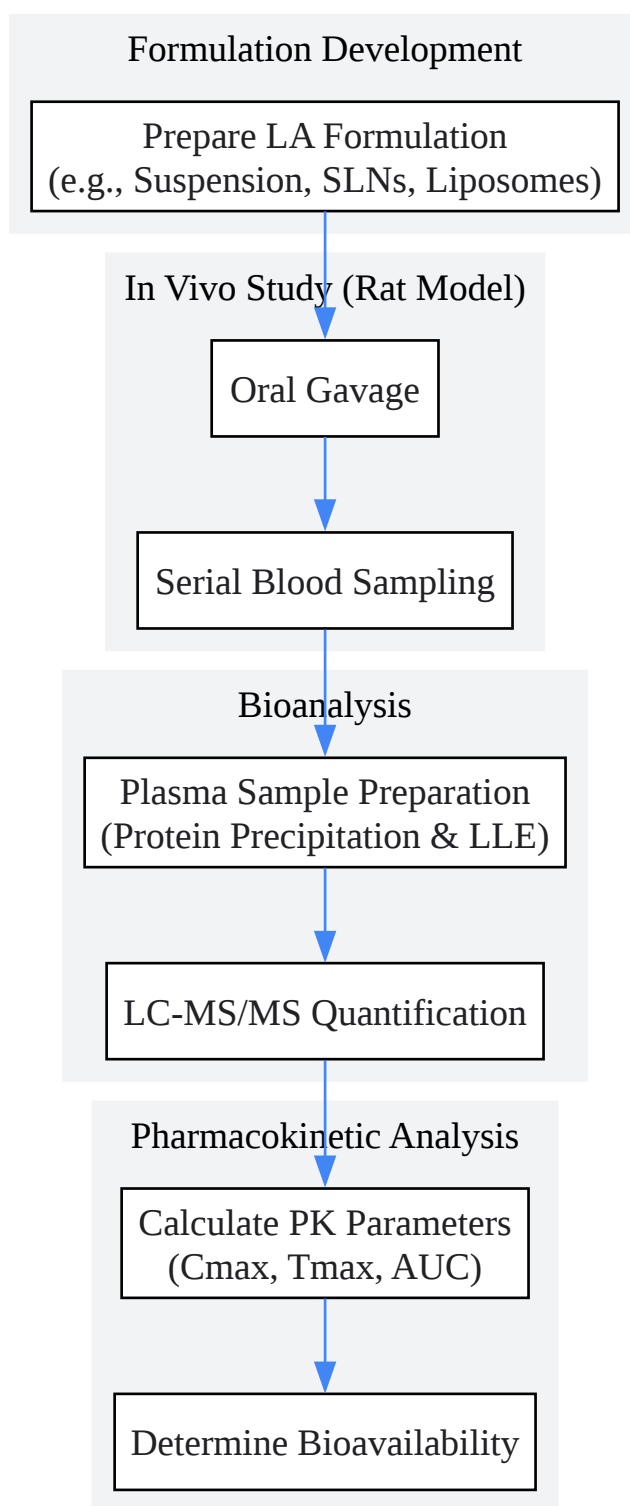 Formulation Development
Prepare LA Formulation
(e.g., Suspension, SLNs, Liposomes)
In Vivo Study (Rat Model)
Oral Gavage
Serial Blood Sampling
Bioanalysis
Plasma Sample Preparation
(Protein Precipitation & LLE)
LC-MS/MS Quantification
Pharmacokinetic Analysis
Calculate PK Parameters
(Cmax, Tmax, AUC)
Determine Bioavailability